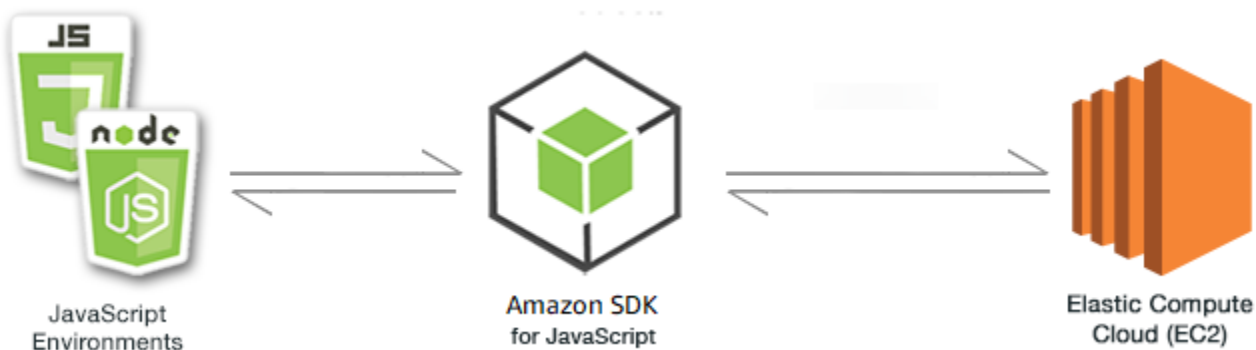 JS
node
JS
JavaScript
Environments
Amazon SDK
for JavaScript
Elastic Compute
Cloud (EC2)